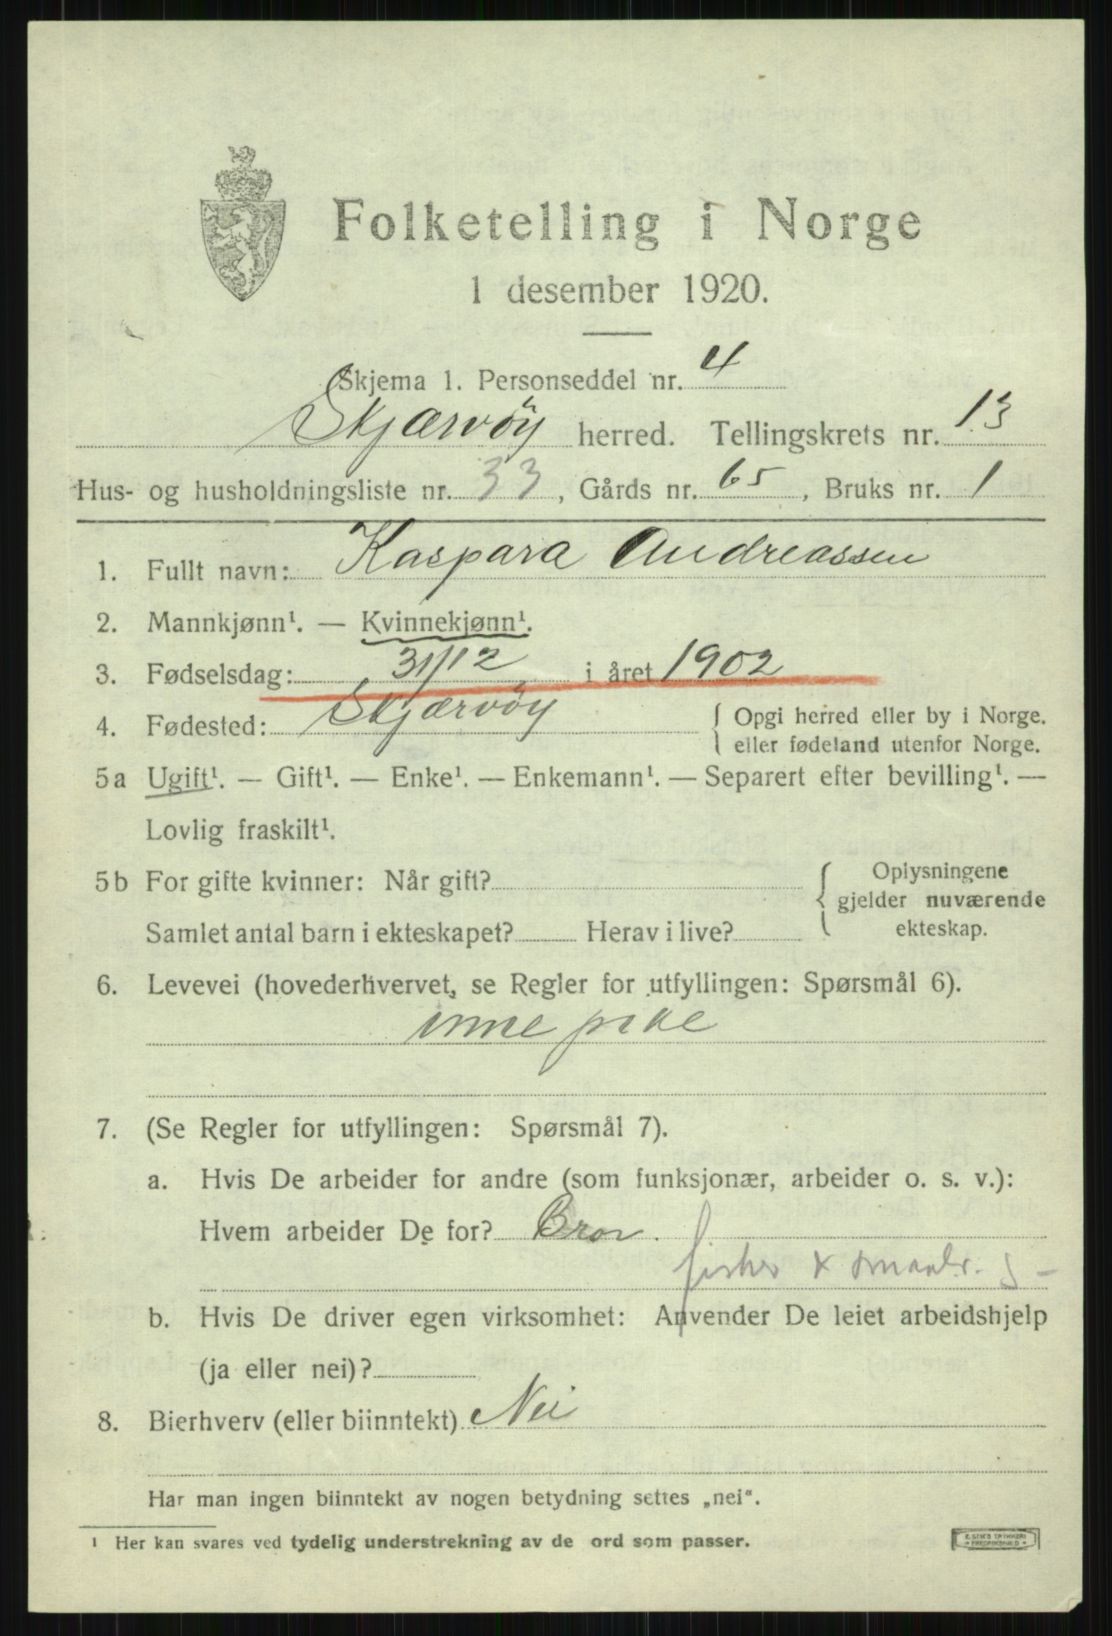 Folketelling i Norge
1 desember 1920.
Skjema 1. Personseddel nr. 4
Skjærvöy herred. Tellingskrets nr. 13
Hus- og husholdningsliste nr. 33, Gårds nr. 65, Bruks nr. 1
1. Fullt navn: Kaspara Andreassen
2. Mannkjønn¹. — Kvinnekjønn¹.
3. Fødselsdag: 31/12 i året 1902
4. Fødested: Skjærvöy { Opgi herred eller by i Norge.
eller fødeland utenfor Norge.
5a Ugift¹. — Gift¹. — Enke¹. — Enkemann¹. — Separert efter bevilling¹. —
Lovlig fraskilt¹.
5b For gifte kvinner: Når gift?
Samlet antal barn i ekteskapet? Herav i live?
{ Oplysningene
gjelder nuværende
ekteskap.
6. Levevei (hovederhvervet, se Regler for utfyllingen: Spørsmål 6).
inne pike
7. (Se Regler for utfyllingen: Spørsmål 7).
a. Hvis De arbeider for andre (som funksjonær, arbeider o. s. v.):
Hvem arbeider De for? Bror.
fisker x smaabr.
b. Hvis De driver egen virksomhet: Anvender De leiet arbeidshjelp
(ja eller nei)?
8. Bierhverv (eller biinntekt) Nei
Har man ingen biinntekt av nogen betydning settes „nei".
¹ Her kan svares ved tydelig understrekning av de ord som passer.